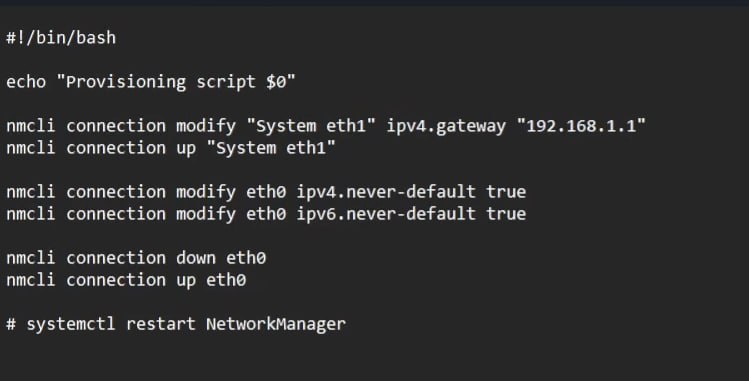 #!/bin/bash
echo "Provisioning script $0"
nmcli connection modify "System eth1" ipv4.gateway "192.168.1.1"
nmcli connection up "System eth1"
nmcli connection modify eth0 ipv4.never-default true
nmcli connection modify eth0 ipv6.never-default true
nmcli connection down eth0
nmcli connection up eth0
# systemctl restart NetworkManager